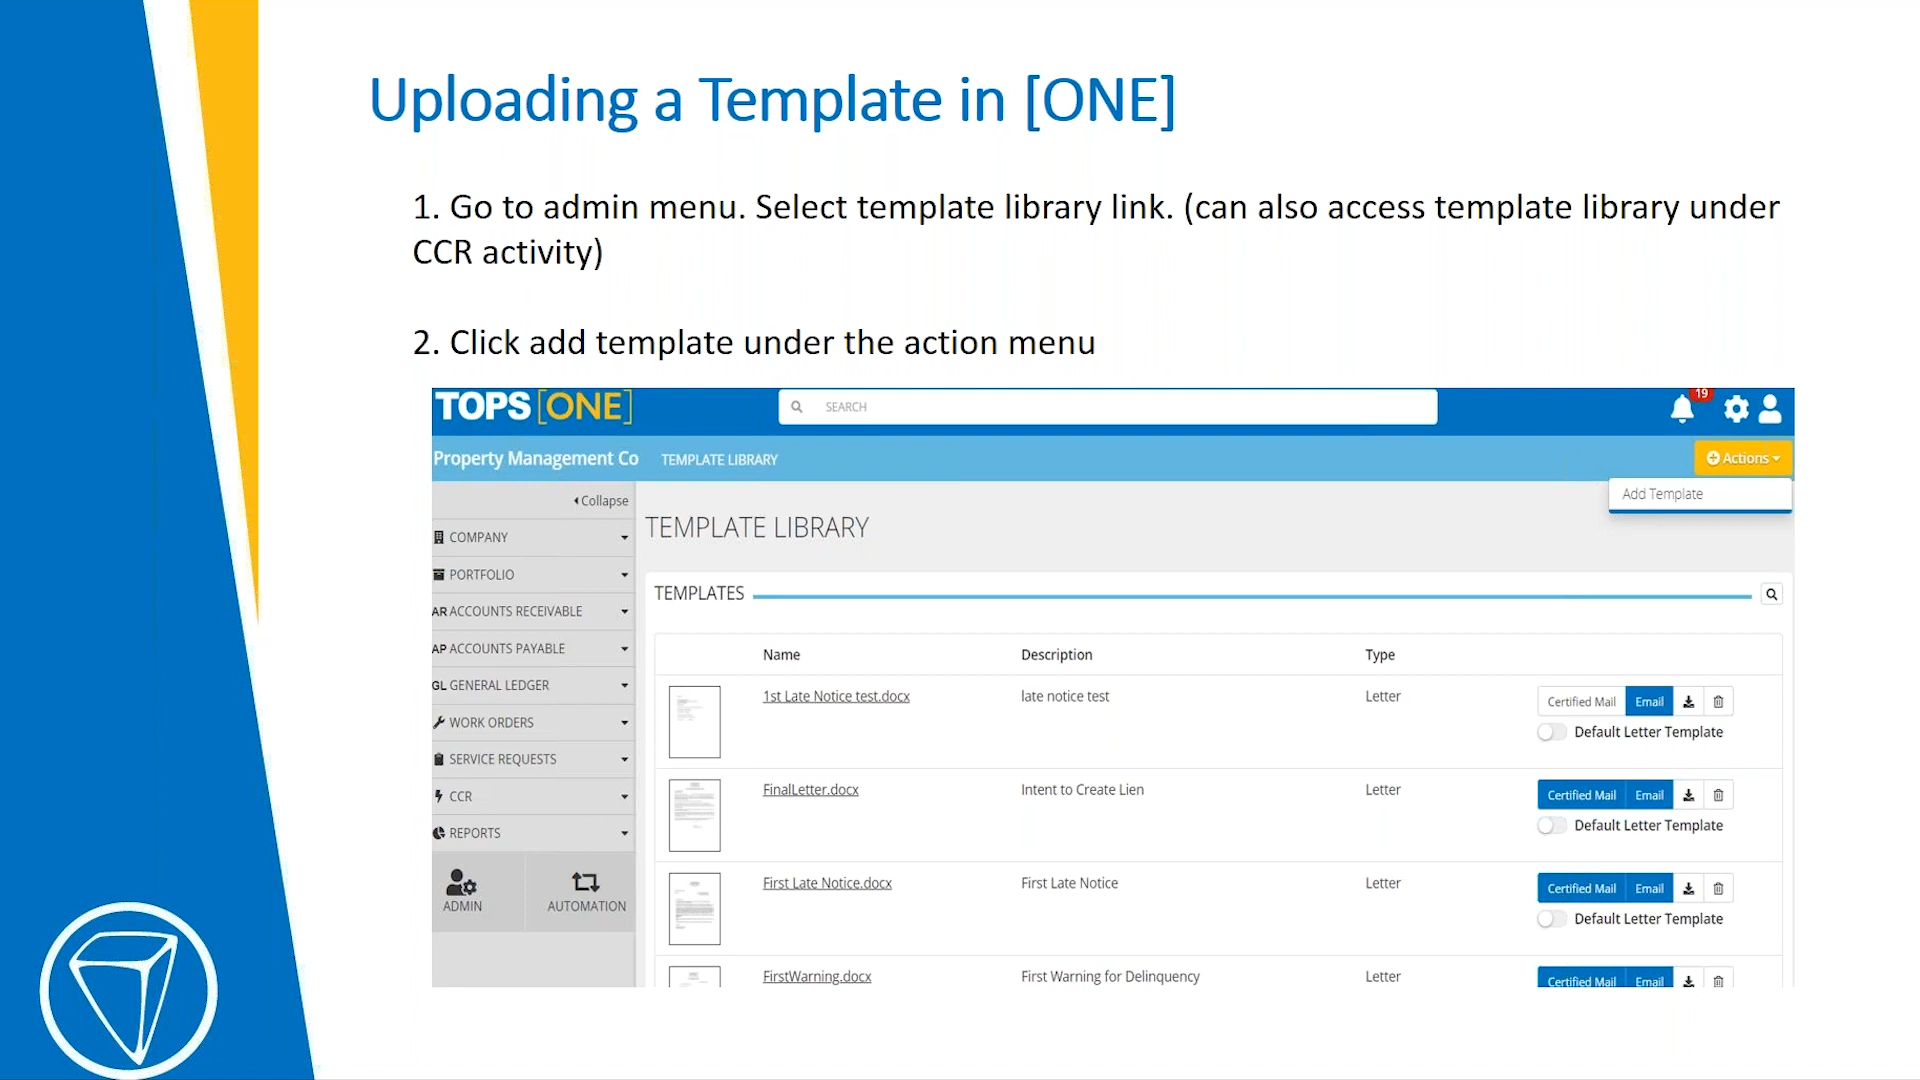 Uploading a Template in [ONE]
1. Go to admin menu. Select template library link. (can also access template library under
CCR activity)
2. Click add template under the action menu
TOPS [ONE]
SEARCH
19
Property Management Co
TEMPLATE LIBRARY
Actions
Add Template
Collapse
COMPANY
PORTFOLIO
AR ACCOUNTS RECEIVABLE
AP ACCOUNTS PAYABLE
GL GENERAL LEDGER
WORK ORDERS
SERVICE REQUESTS
CCR
REPORTS
ADMIN
AUTOMATION
TEMPLATE LIBRARY
TEMPLATES
Name Description Type
1st Late Notice test.docx late notice test Letter Certified Mail Email
Default Letter Template
FinalLetter.docx Intent to Create Lien Letter Certified Mail Email
Default Letter Template
First Late Notice.docx First Late Notice Letter Certified Mail Email
Default Letter Template
FirstWarning.docx First Warning for Delinquency Letter Certified Mail Email